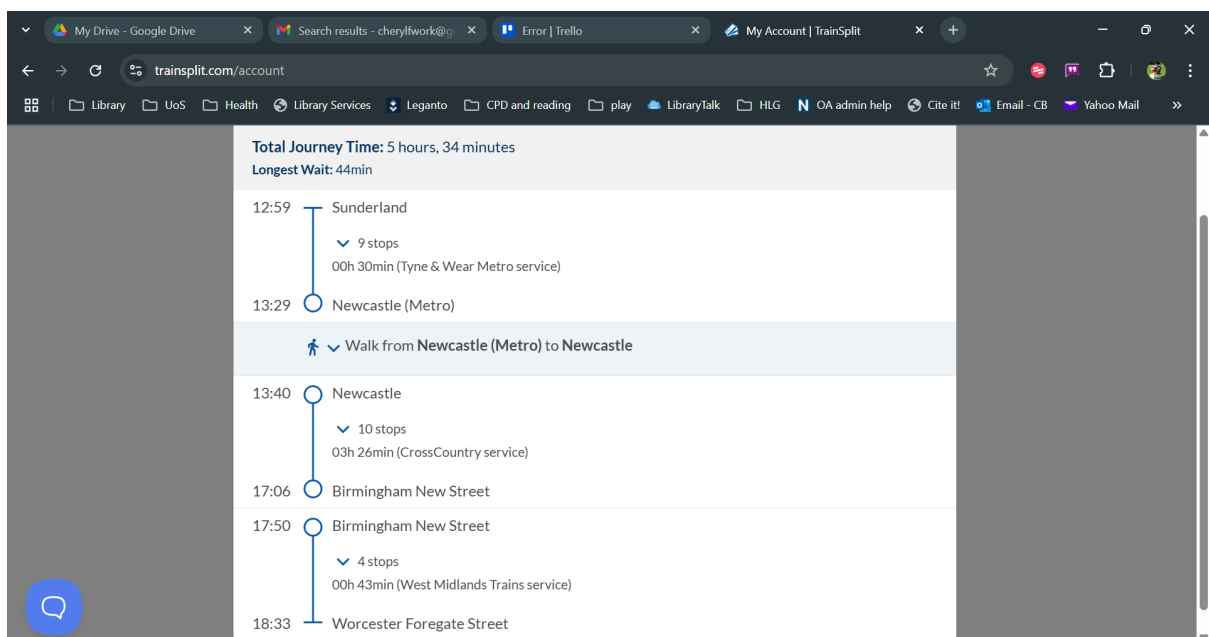 My Drive - Google Drive
Search results - cherylfwork@g
Error | Trello
My Account | TrainSplit
trainsplit.com/account
Library UoS Health Library Services Leganto CPD and reading play LibraryTalk HLG OA admin help Cite it! Email - CB Yahoo Mail
Total Journey Time: 5 hours, 34 minutes
Longest Wait: 44min
12:59 Sunderland
9 stops
00h 30min (Tyne & Wear Metro service)
13:29 Newcastle (Metro)
Walk from Newcastle (Metro) to Newcastle
13:40 Newcastle
10 stops
03h 26min (CrossCountry service)
17:06 Birmingham New Street
17:50 Birmingham New Street
4 stops
00h 43min (West Midlands Trains service)
18:33 Worcester Foregate Street